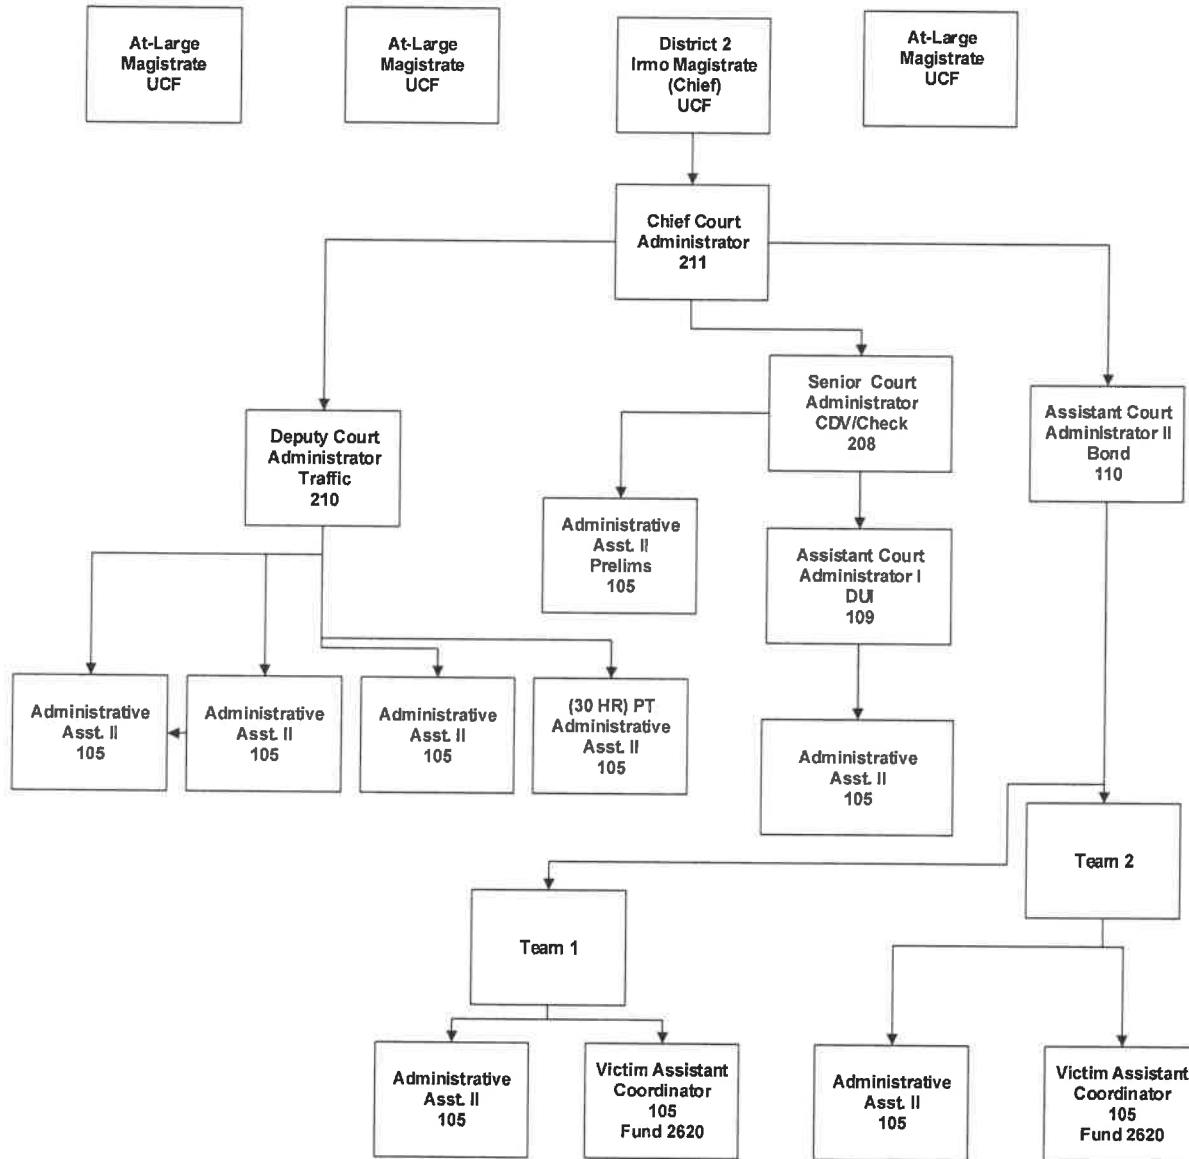 At-Large
Magistrate
UCF
At-Large
Magistrate
UCF
District 2
Irmo Magistrate
(Chief)
UCF
At-Large
Magistrate
UCF
Chief Court
Administrator
211
Senior Court
Administrator
CDV/Check
208
Assistant Court
Administrator II
Bond
110
Deputy Court
Administrator
Traffic
210
Administrative
Asst. II
Prelims
105
Assistant Court
Administrator I
DUI
109
Administrative
Asst. II
105
Administrative
Asst. II
105
Administrative
Asst. II
105
(30 HR) PT
Administrative
Asst. II
105
Administrative
Asst. II
105
Team 2
Team 1
Administrative
Asst. II
105
Victim Assistant
Coordinator
105
Fund 2620
Administrative
Asst. II
105
Victim Assistant
Coordinator
105
Fund 2620